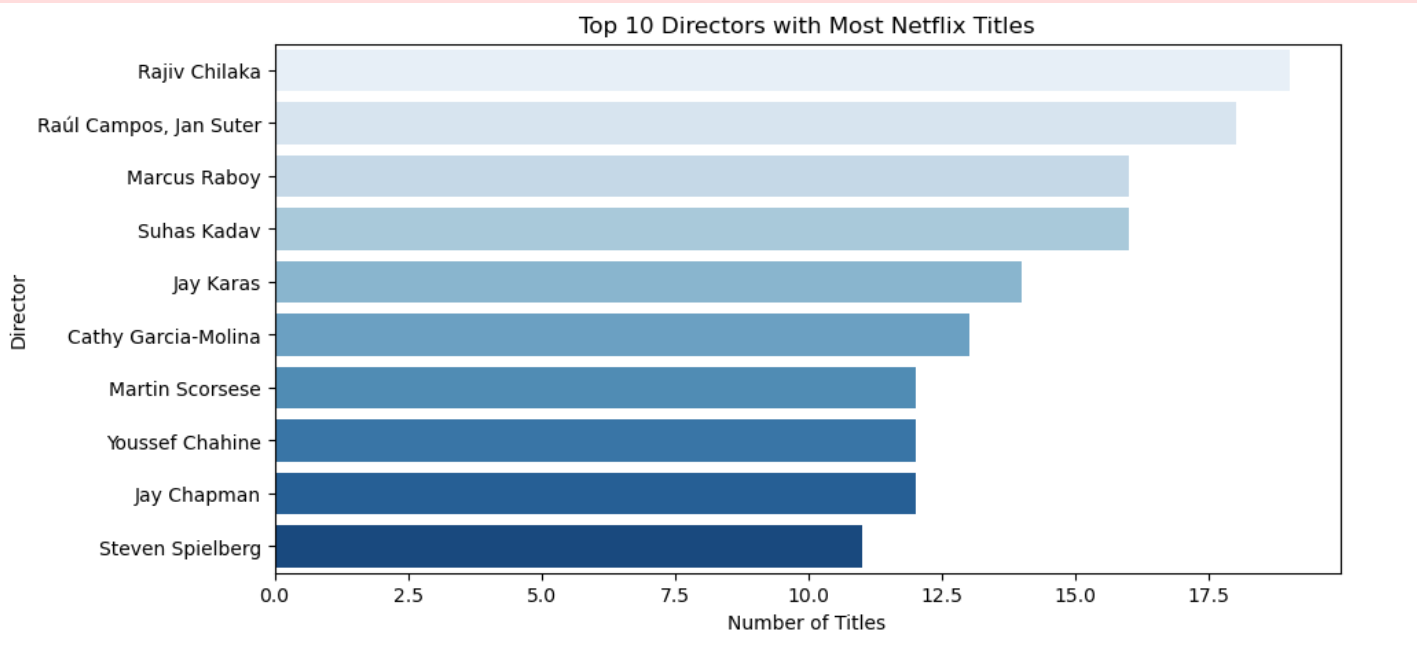 Top 10 Directors with Most Netflix Titles
Director
Rajiv Chilaka
Raúl Campos, Jan Suter
Marcus Raboy
Suhas Kadav
Jay Karas
Cathy Garcia-Molina
Martin Scorsese
Youssef Chahine
Jay Chapman
Steven Spielberg
0.0 2.5 5.0 7.5 10.0 12.5 15.0 17.5
Number of Titles